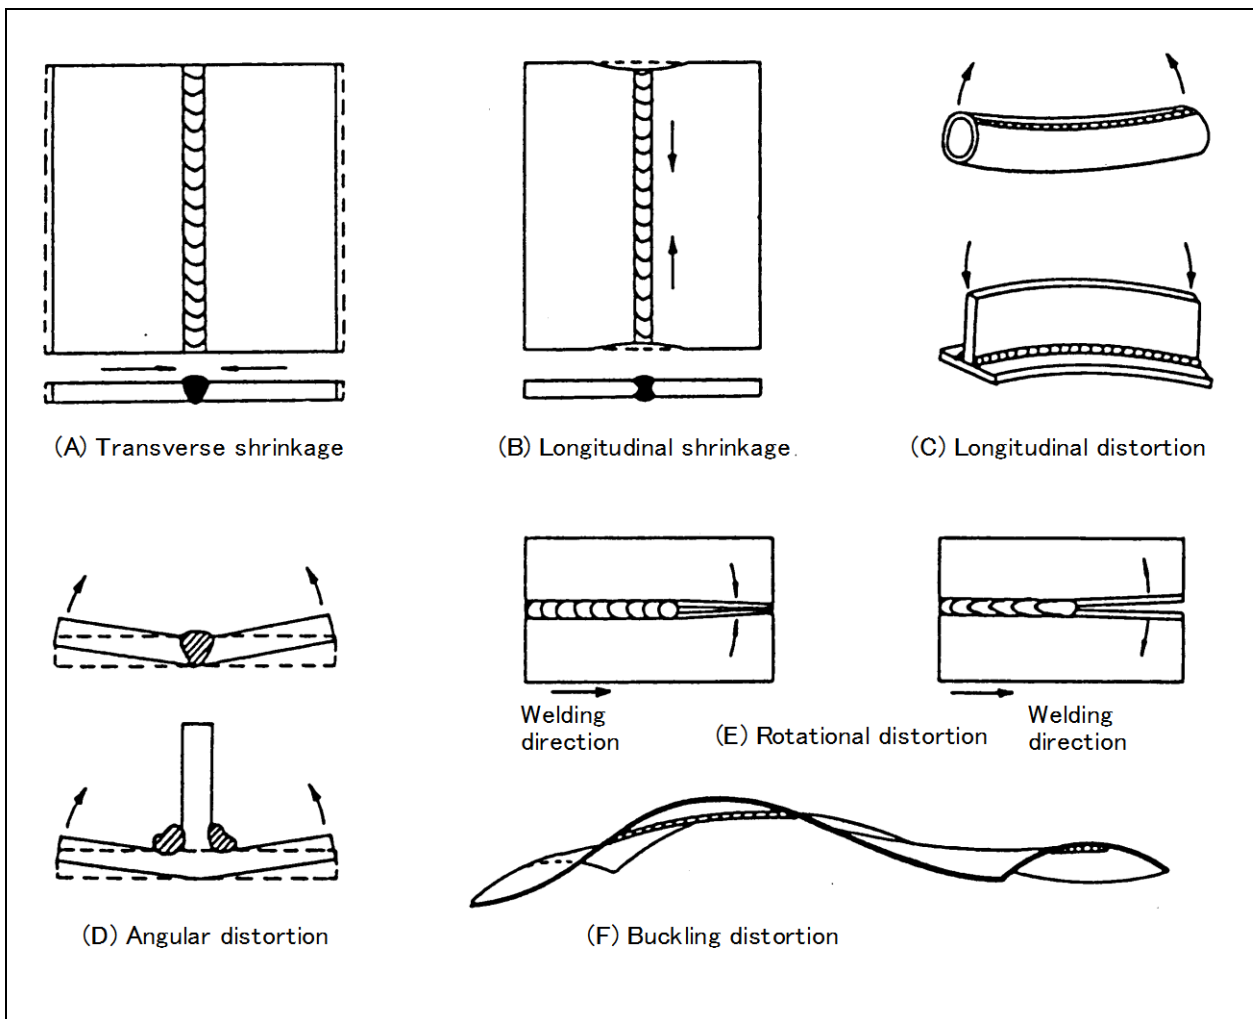 (A) Transverse shrinkage
(B) Longitudinal shrinkage
(C) Longitudinal distortion
Welding
direction
(E) Rotational distortion
Welding
direction
(D) Angular distortion
(F) Buckling distortion